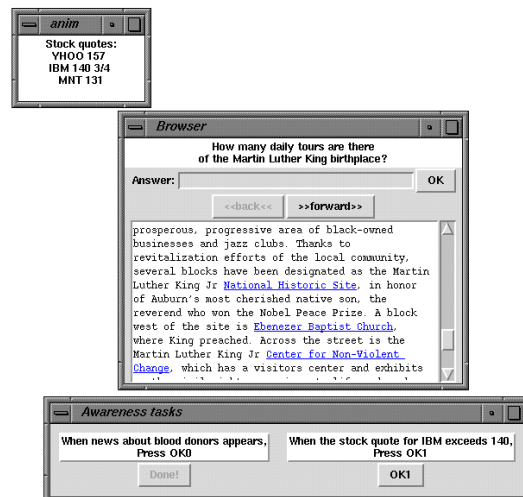 anim
Stock quotes:
YHOO 157
IBM 140 3/4
MNT 131
Browser
How many daily tours are there
of the Martin Luther King birthplace?
Answer:
OK
<<back<<
>>forward>>
prosperous, progressive area of black-owned
businesses and jazz clubs. Thanks to
revitalization efforts of the local community,
several blocks have been designated as the Martin
Luther King Jr National Historic Site, in honor
of Auburn's most cherished native son, the
reverend who won the Nobel Peace Prize. A block
west of the site is Ebenezer Baptist Church,
where King preached. Across the street is the
Martin Luther King Jr Center for Non-Violent
Change, which has a visitors center and exhibits
Awareness tasks
When news about blood donors appears,
Press OK0
Done!
When the stock quote for IBM exceeds 140,
Press OK1
OK1